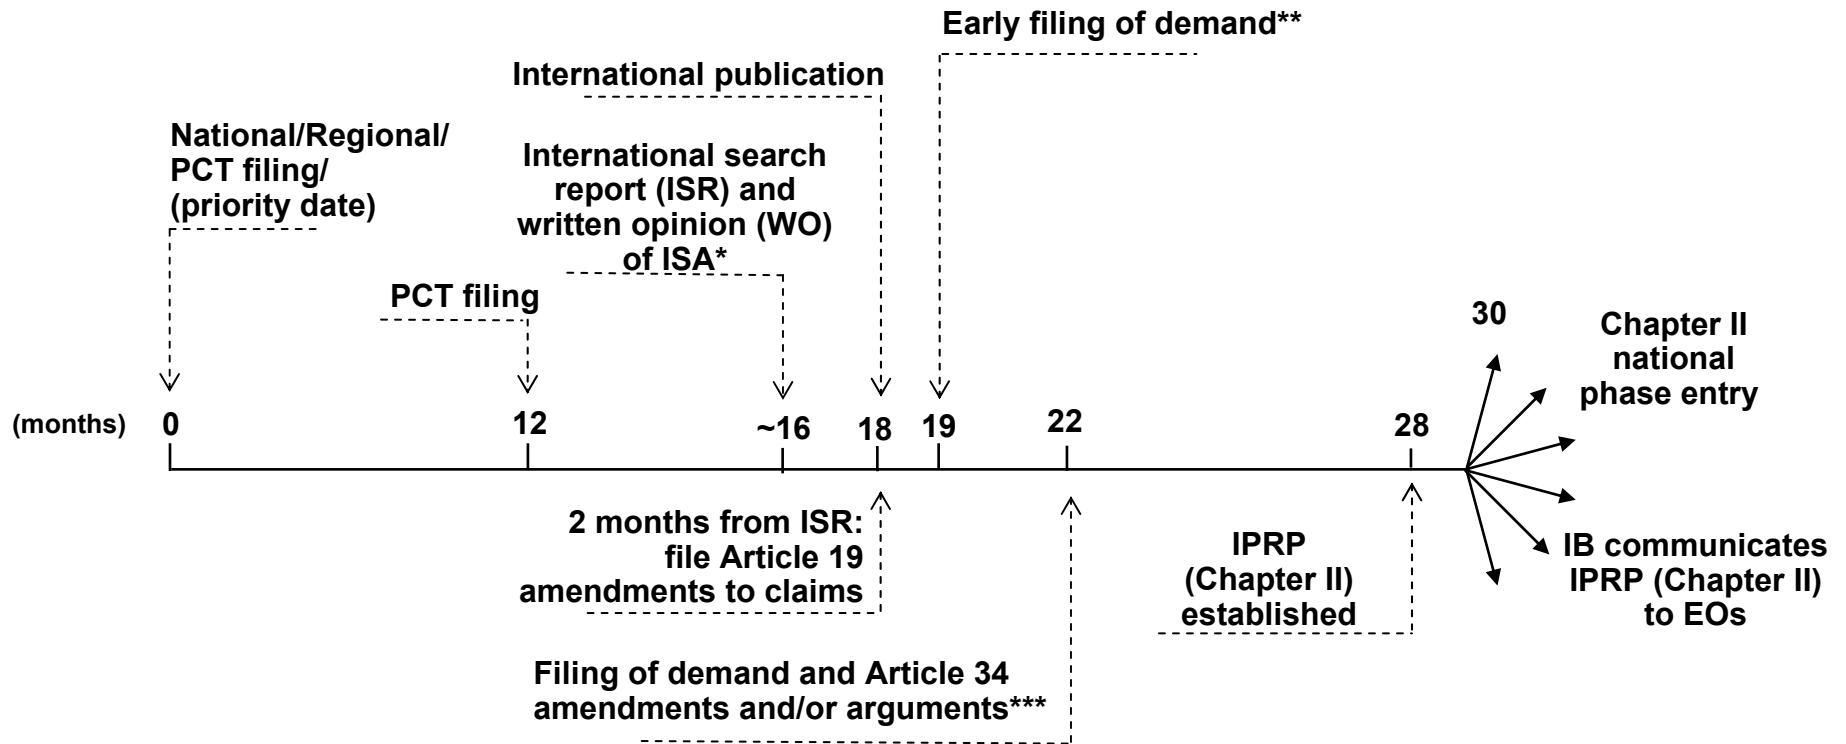 Early filing of demand**
International publication
National/Regional/
PCT filing/
(priority date)
International search
report (ISR) and
written opinion (WO)
of ISA*
PCT filing
30
Chapter II
national
phase entry
(months) 0 12 ~16 18 19 22 28
2 months from ISR:
file Article 19
amendments to claims
IPRP
(Chapter II)
established
IB communicates
IPRP (Chapter II)
to EOs
Filing of demand and Article 34
amendments and/or arguments***